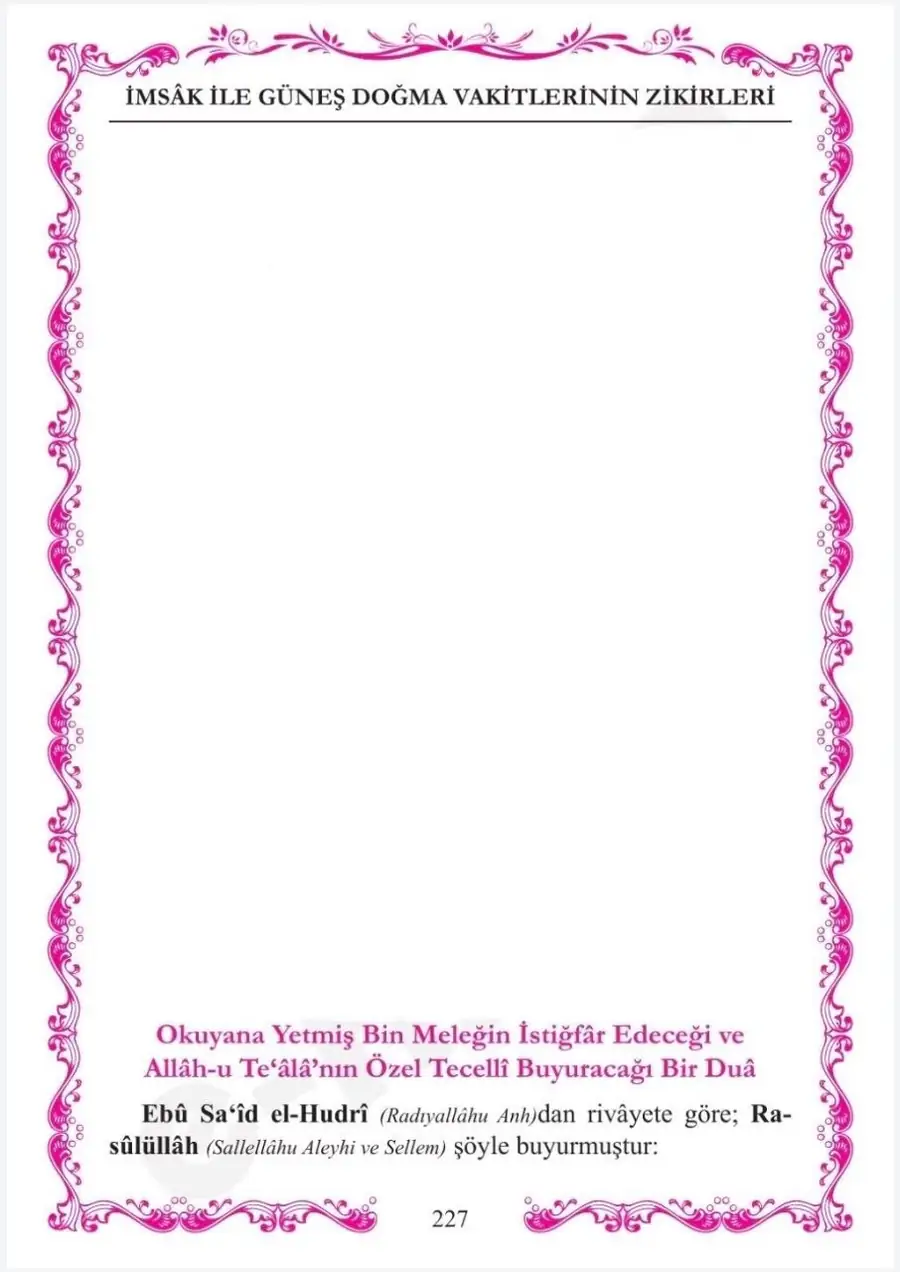 İMSÂK İLE GÜNEŞ DOĞMA VAKİTLERİNİN ZİKİRLERİ
Okuyana Yetmiş Bin Meleğin İstiğfâr Edeceği ve
Allâh-u Te‘âlâ’nın Özel Tecellî Buyuracağı Bir Duâ
Ebû Sa‘îd el-Hudrî (Radıyallâhu Anh)dan rivâyete göre; Ra-
sûlüllâh (Sallellâhu Aleyhi ve Sellem) şöyle buyurmuştur:
227